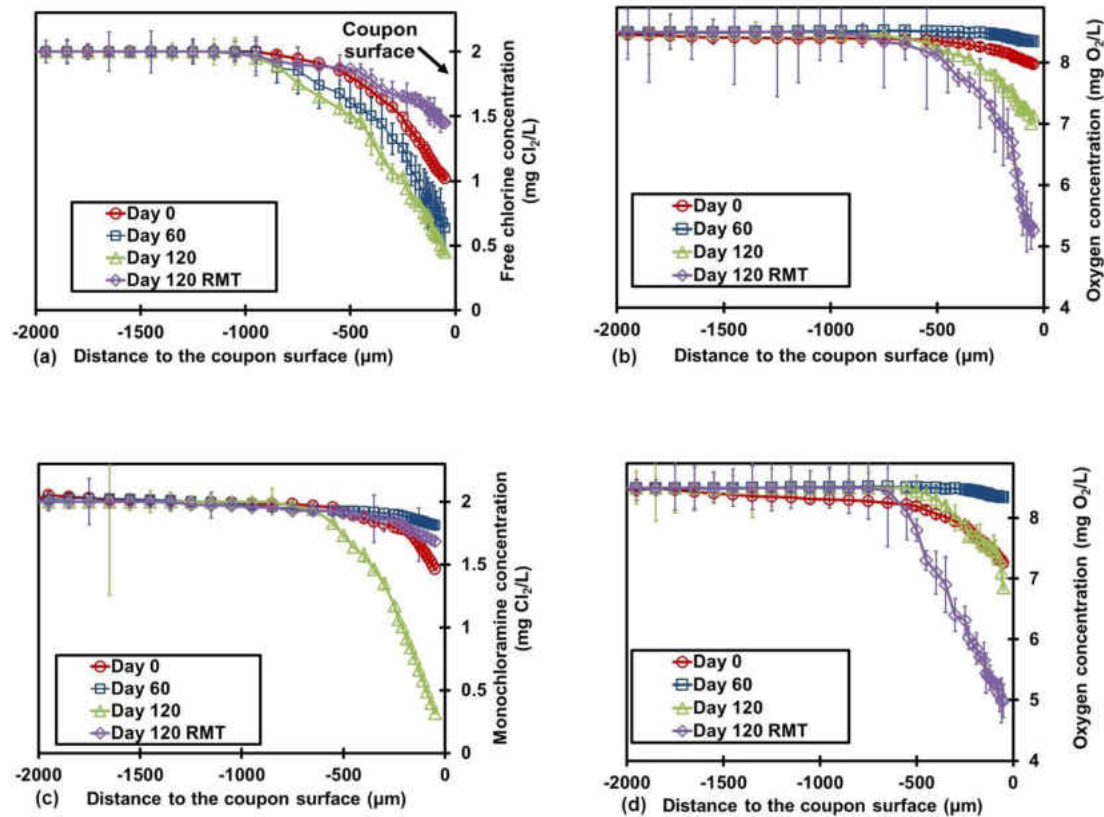 Coupon
surface
2
1.5
1
0.5
0
Free chlorine concentration
(mg Cl₂/L)
Day 0
Day 60
Day 120
Day 120 RMT
-2000 -1500 -1000 -500 0
(a) Distance to the coupon surface (µm)
8
7
6
5
4
Oxygen concentration (mg O₂/L)
Day 0
Day 60
Day 120
Day 120 RMT
-2000 -1500 -1000 -500 0
(b) Distance to the coupon surface (µm)
2
1.5
1
0.5
0
Monochloramine concentration
(mg Cl₂/L)
Day 0
Day 60
Day 120
Day 120 RMT
-2000 -1500 -1000 -500 0
(c) Distance to the coupon surface (µm)
8
7
6
5
4
Oxygen concentration (mg O₂/L)
Day 0
Day 60
Day 120
Day 120 RMT
-2000 -1500 -1000 -500 0
Distance to the coupon surface (µm) (d)